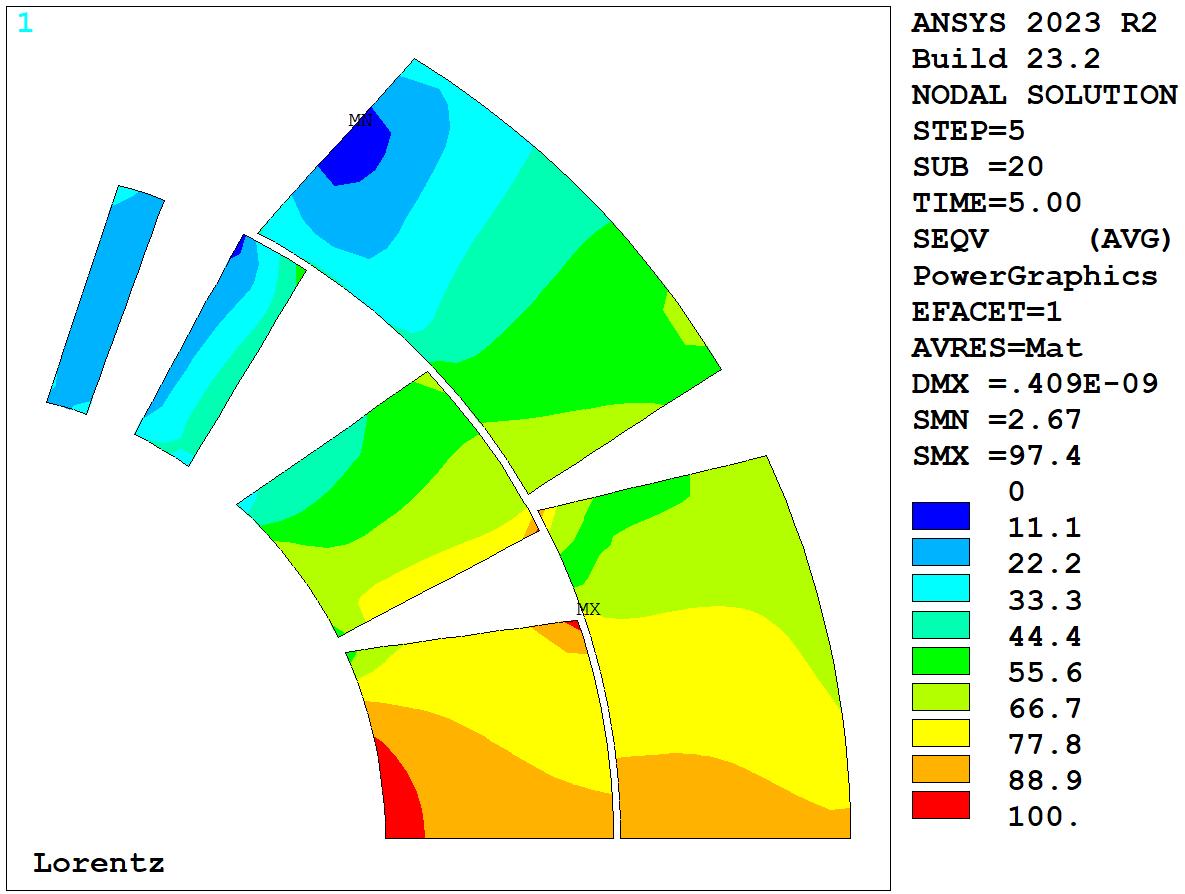 1
ANSYS 2023 R2
Build 23.2
NODAL SOLUTION
STEP=5
SUB =20
TIME=5.00
SEQV (AVG)
PowerGraphics
EFACET=1
AVRES=Mat
DMX =.409E-09
SMN =2.67
SMX =97.4
0
11.1
22.2
33.3
44.4
55.6
66.7
77.8
88.9
100.
MN
MX
Lorentz